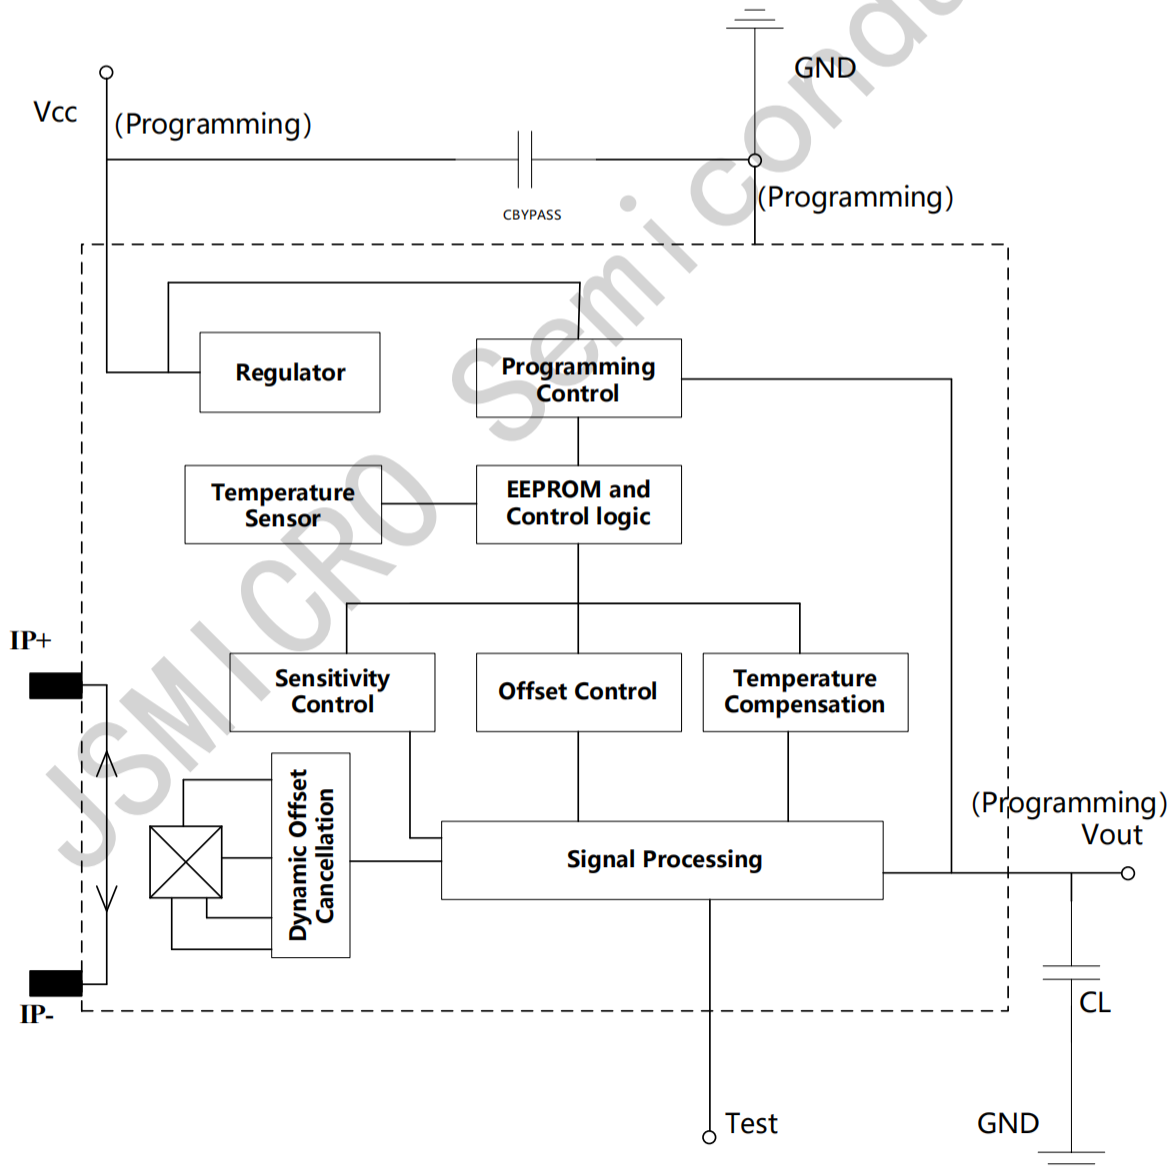 GND
Vcc
(Programming)
CBYPASS
(Programming)
Regulator
Programming
Control
Temperature
Sensor
EEPROM and
Control logic
IP+
Sensitivity
Control
Offset Control
Temperature
Compensation
Dynamic Offset
Cancellation
Signal Processing
(Programming)
Vout
IP-
CL
Test
GND
JSMICRO Semicondu